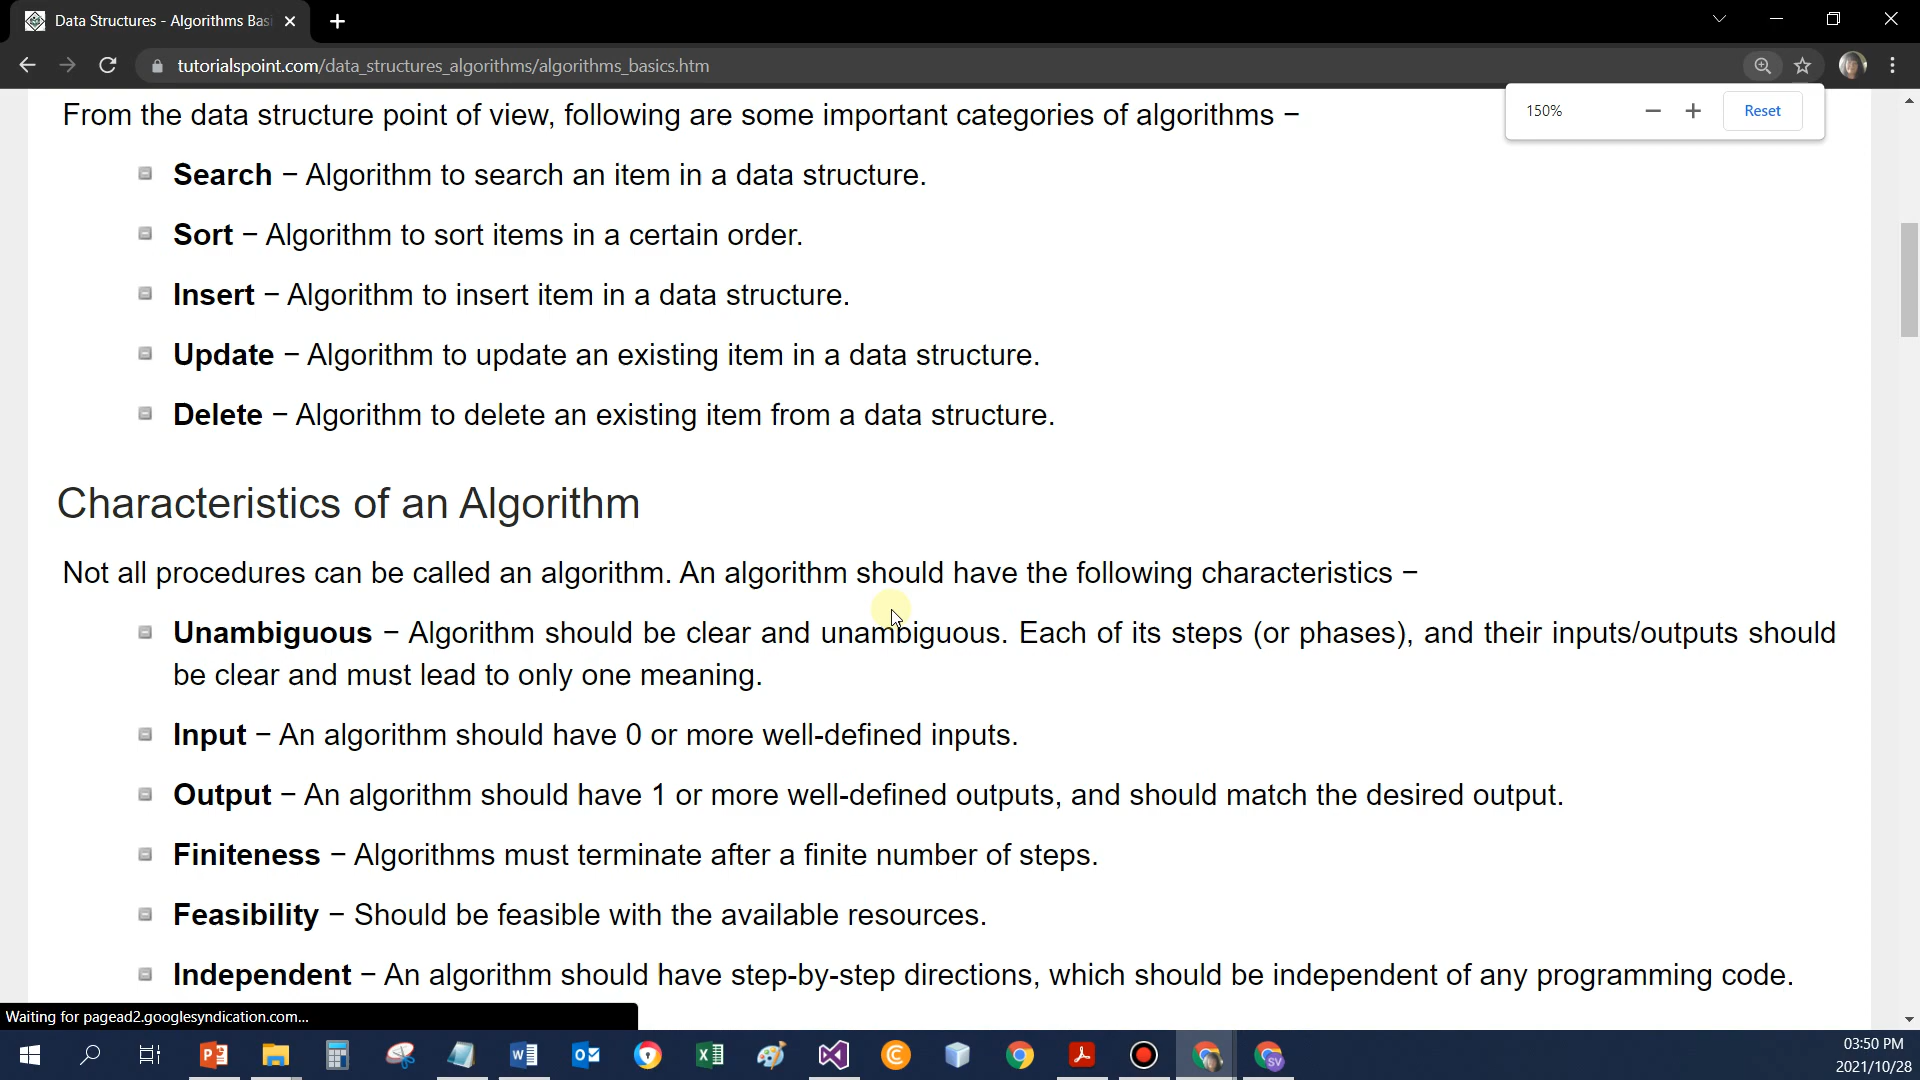 Data Structures - Algorithms Bas
tutorialspoint.com/data_structures_algorithms/algorithms_basics.htm
150%
Reset
From the data structure point of view, following are some important categories of algorithms −
Search − Algorithm to search an item in a data structure.
Sort − Algorithm to sort items in a certain order.
Insert − Algorithm to insert item in a data structure.
Update − Algorithm to update an existing item in a data structure.
Delete − Algorithm to delete an existing item from a data structure.
Characteristics of an Algorithm
Not all procedures can be called an algorithm. An algorithm should have the following characteristics −
Unambiguous − Algorithm should be clear and unambiguous. Each of its steps (or phases), and their inputs/outputs should
be clear and must lead to only one meaning.
Input − An algorithm should have 0 or more well-defined inputs.
Output − An algorithm should have 1 or more well-defined outputs, and should match the desired output.
Finiteness − Algorithms must terminate after a finite number of steps.
Feasibility − Should be feasible with the available resources.
Independent − An algorithm should have step-by-step directions, which should be independent of any programming code.
Waiting for pagead2.googlesyndication.com...
SV
03:50 PM
2021/10/28